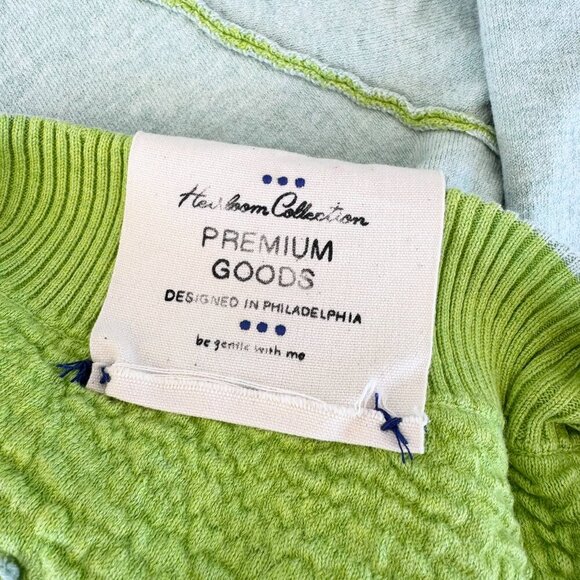 Heirloom Collection
PREMIUM
GOODS
DESIGNED IN PHILADELPHIA
be gentle with me